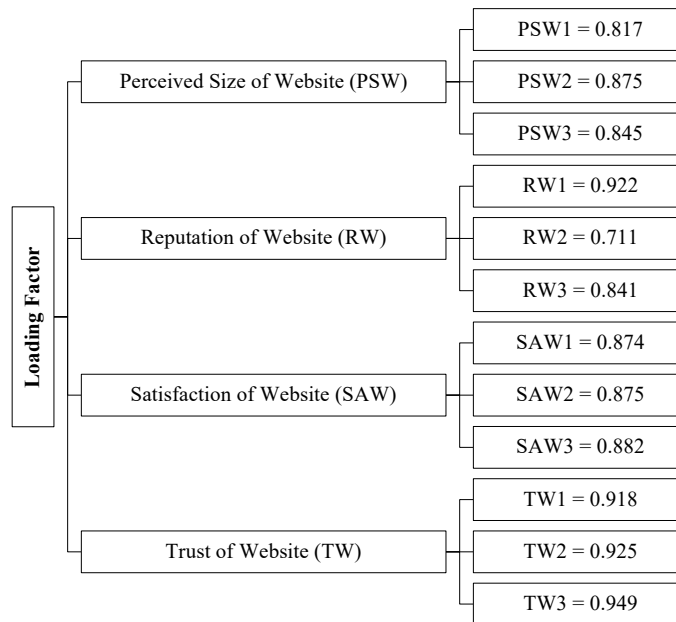 Loading Factor
Perceived Size of Website (PSW)
PSW1 = 0.817
PSW2 = 0.875
PSW3 = 0.845
Reputation of Website (RW)
RW1 = 0.922
RW2 = 0.711
RW3 = 0.841
Satisfaction of Website (SAW)
SAW1 = 0.874
SAW2 = 0.875
SAW3 = 0.882
Trust of Website (TW)
TW1 = 0.918
TW2 = 0.925
TW3 = 0.949